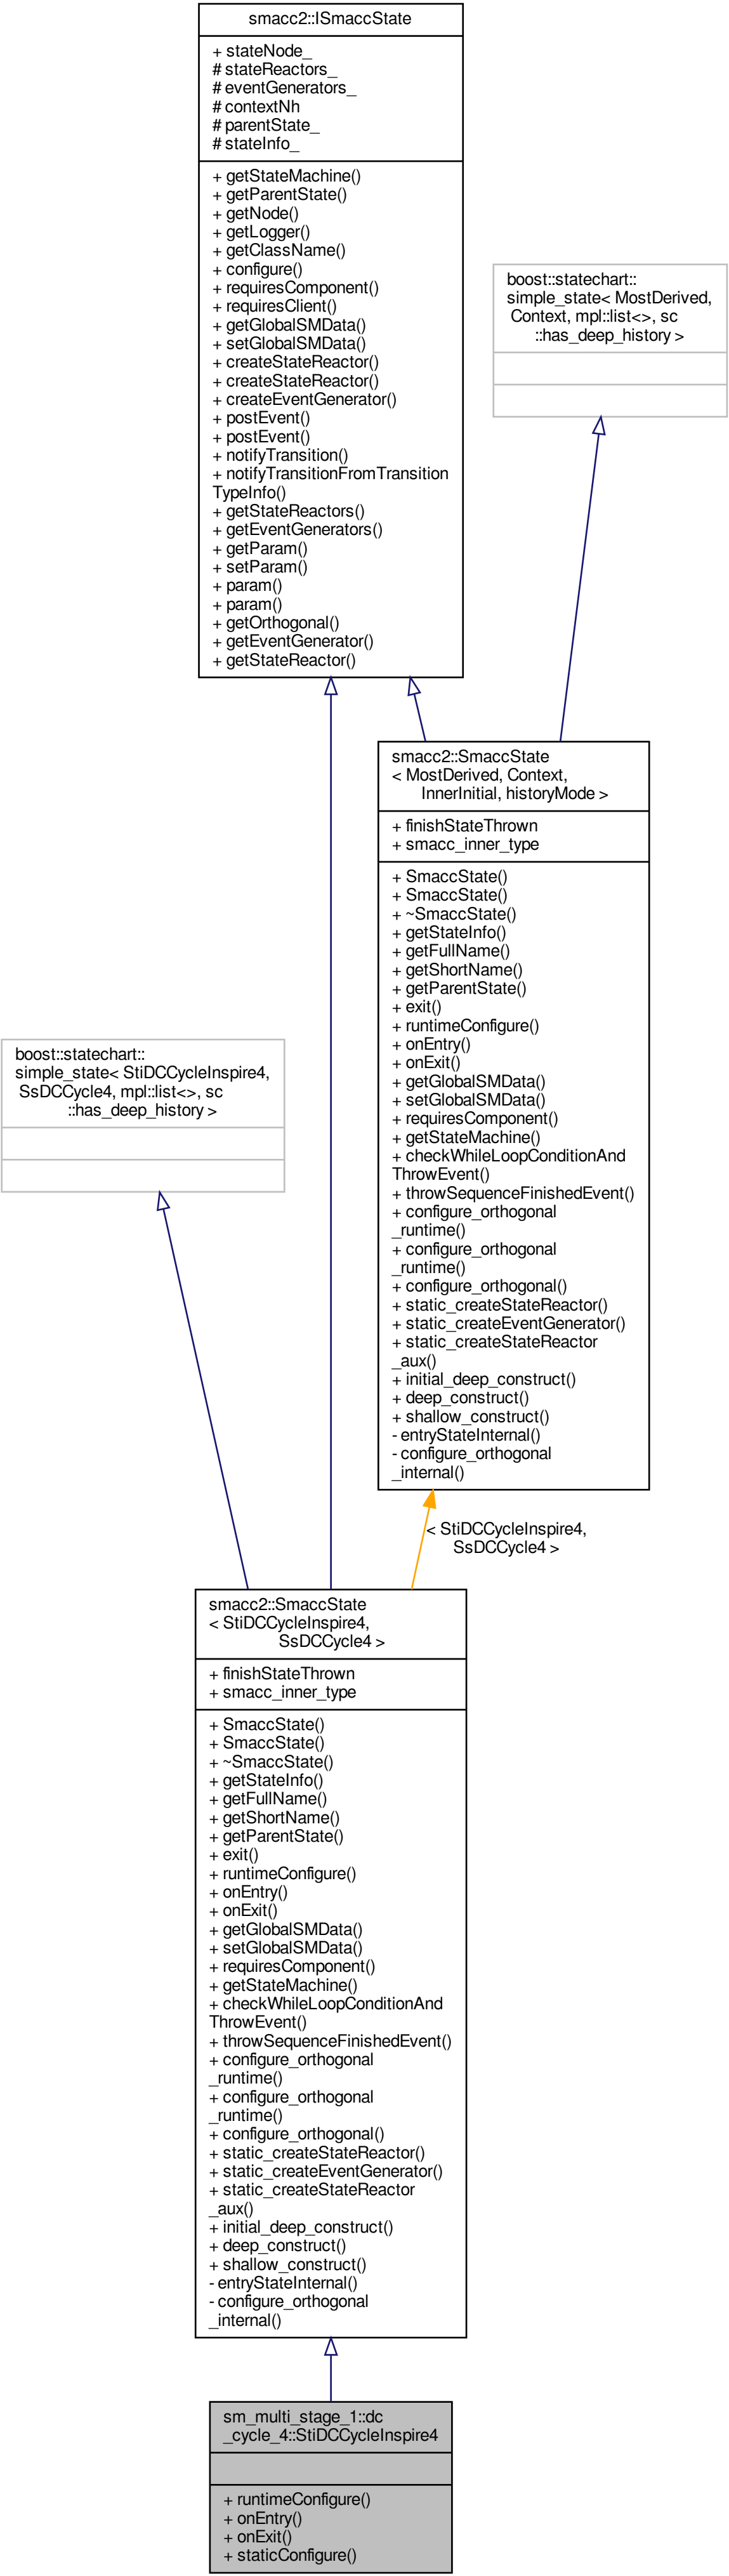 smacc2::ISmaccState
+ stateNode_
# stateReactors_
# eventGenerators_
# contextNh
# parentState_
# stateInfo_
+ getStateMachine()
+ getParentState()
+ getNode()
+ getLogger()
+ getClassName()
+ configure()
+ requiresComponent()
+ requiresClient()
+ getGlobalSMData()
+ setGlobalSMData()
+ createStateReactor()
+ createStateReactor()
+ createEventGenerator()
+ postEvent()
+ postEvent()
+ notifyTransition()
+ notifyTransitionFromTransition
TypeInfo()
+ getStateReactors()
+ getEventGenerators()
+ getParam()
+ setParam()
+ param()
+ param()
+ getOrthogonal()
+ getEventGenerator()
+ getStateReactor()
boost::statechart::
simple_state< MostDerived,
Context, mpl::list<>, sc
::has_deep_history >
smacc2::SmaccState
< MostDerived, Context,
InnerInitial, historyMode >
+ finishStateThrown
+ smacc_inner_type
+ SmaccState()
+ SmaccState()
+ ~SmaccState()
+ getStateInfo()
+ getFullName()
+ getShortName()
+ getParentState()
+ exit()
+ runtimeConfigure()
+ onEntry()
+ onExit()
+ getGlobalSMData()
+ setGlobalSMData()
+ requiresComponent()
+ getStateMachine()
+ checkWhileLoopConditionAnd
ThrowEvent()
+ throwSequenceFinishedEvent()
+ configure_orthogonal
_runtime()
+ configure_orthogonal
_runtime()
+ configure_orthogonal()
+ static_createStateReactor()
+ static_createEventGenerator()
+ static_createStateReactor
_aux()
+ initial_deep_construct()
+ deep_construct()
+ shallow_construct()
- entryStateInternal()
- configure_orthogonal
_internal()
boost::statechart::
simple_state< StiDCCycleInspire4,
SsDCCycle4, mpl::list<>, sc
::has_deep_history >
< StiDCCycleInspire4,
SsDCCycle4 >
smacc2::SmaccState
< StiDCCycleInspire4,
SsDCCycle4 >
+ finishStateThrown
+ smacc_inner_type
+ SmaccState()
+ SmaccState()
+ ~SmaccState()
+ getStateInfo()
+ getFullName()
+ getShortName()
+ getParentState()
+ exit()
+ runtimeConfigure()
+ onEntry()
+ onExit()
+ getGlobalSMData()
+ setGlobalSMData()
+ requiresComponent()
+ getStateMachine()
+ checkWhileLoopConditionAnd
ThrowEvent()
+ throwSequenceFinishedEvent()
+ configure_orthogonal
_runtime()
+ configure_orthogonal
_runtime()
+ configure_orthogonal()
+ static_createStateReactor()
+ static_createEventGenerator()
+ static_createStateReactor
_aux()
+ initial_deep_construct()
+ deep_construct()
+ shallow_construct()
- entryStateInternal()
- configure_orthogonal
_internal()
sm_multi_stage_1::dc
_cycle_4::StiDCCycleInspire4
+ runtimeConfigure()
+ onEntry()
+ onExit()
+ staticConfigure()